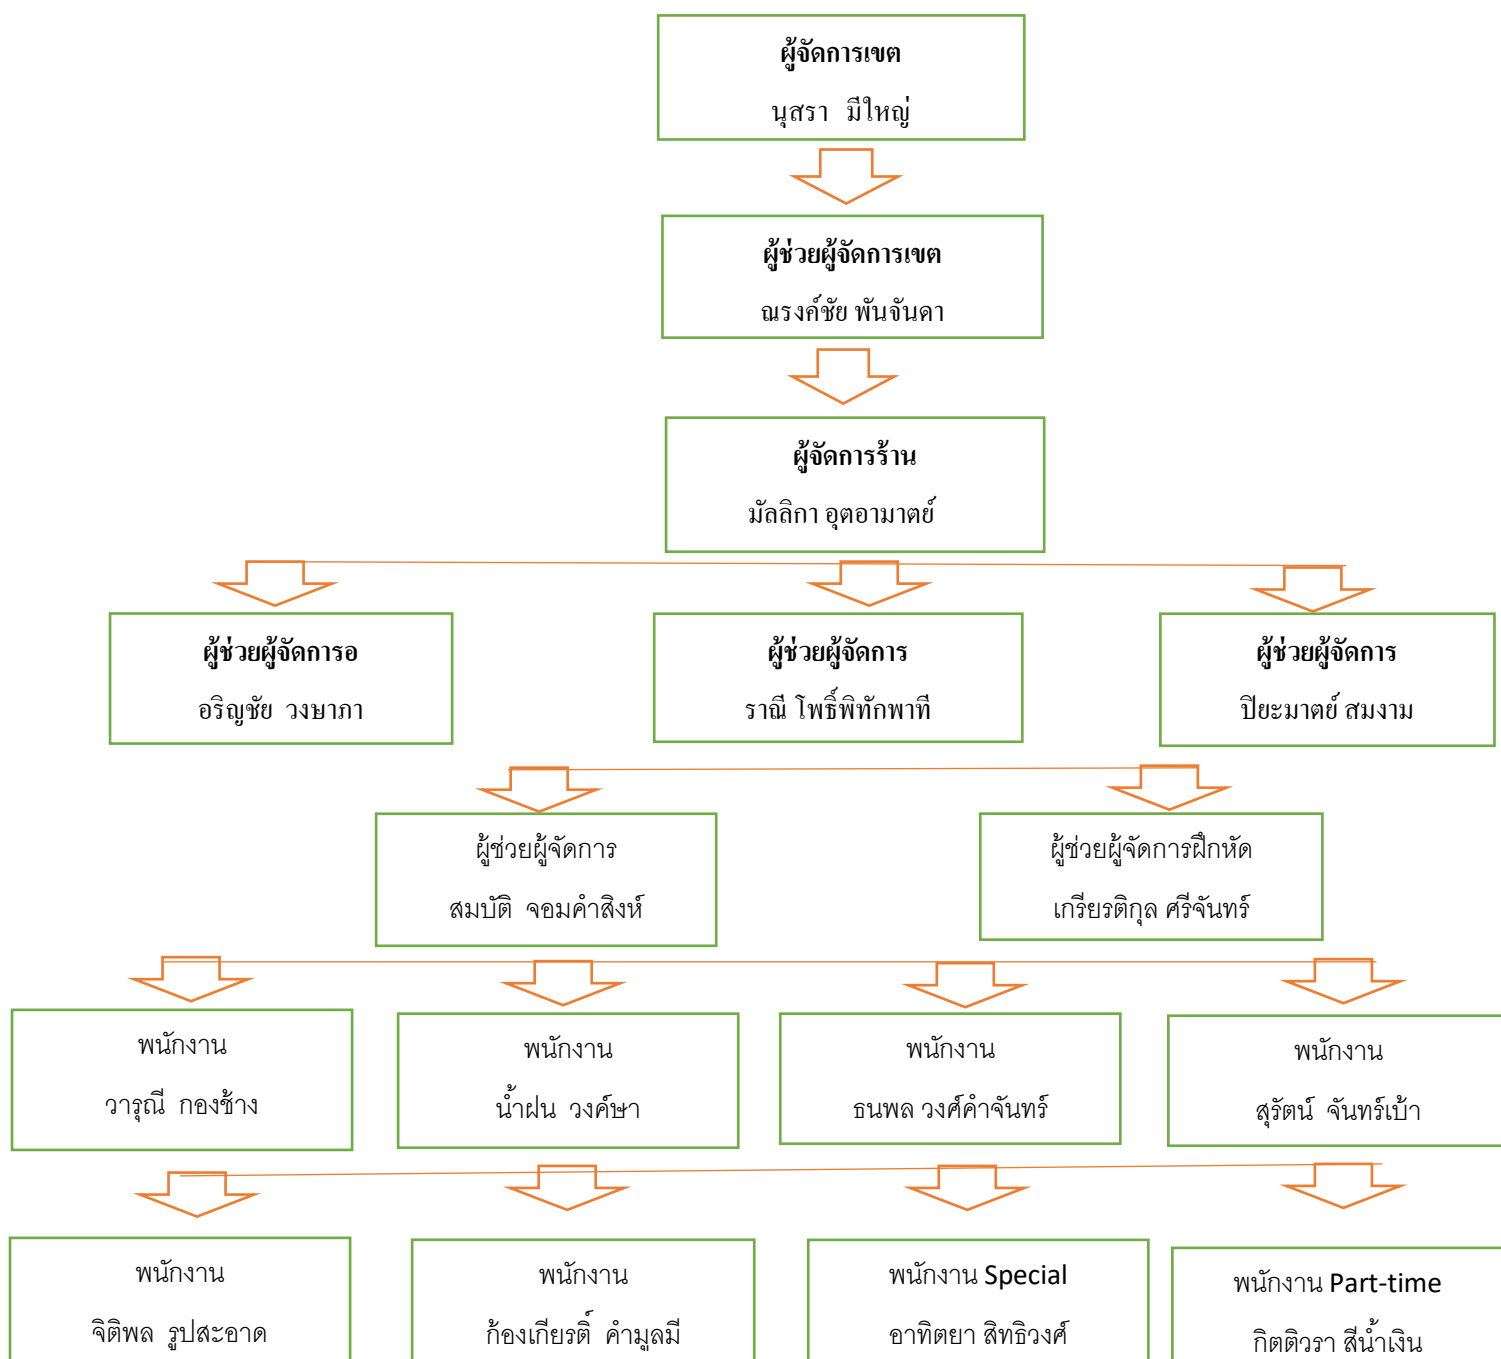 ผู้จัดการเขต
นุสรา มีใหญ่
ผู้ช่วยผู้จัดการเขต
ณรงค์ชัย พันจันดา
ผู้จัดการร้าน
มัลลิกา อุตอามาตย์
ผู้ช่วยผู้จัดการอ
อริญชัย วงษาภา
ผู้ช่วยผู้จัดการ
ราณี โพธิ์พิทักพาที
ผู้ช่วยผู้จัดการ
ปิยะมาตย์ สมงาม
ผู้ช่วยผู้จัดการ
สมบัติ จอมคำสิงห์
ผู้ช่วยผู้จัดการฝึกหัด
เกรียรติกุล ศรีจันทร์
พนักงาน
วารุณี กองช้าง
พนักงาน
น้ำฝน วงค์ษา
พนักงาน
ธนพล วงศ์คำจันทร์
พนักงาน
สุรัตน์ จันทร์เบ้า
พนักงาน
จิติพล รูปสะอาด
พนักงาน
ก้องเกียรติ์ คำมูลมี
พนักงาน Special
อาทิตยา สิทธิวงศ์
พนักงาน Part-time
กิตติวรา สีน้ำเงิน